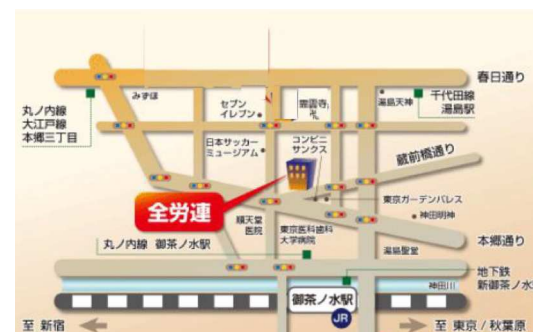 春日通り
みずほ
丸ノ内線
大江戸線
本郷三丁目
セブン
イレブン
霊雲寺
卍
湯島天神
千代田線
湯島駅
日本サッカー
ミュージアム
コンビニ
サンクス
蔵前橋通り
全労連
東京ガーデンパレス
神田明神
順天堂
医院
東京医科歯科
大学病院
本郷通り
丸ノ内線 御茶ノ水駅
湯島聖堂
地下鉄
新御茶ノ水
神田川
御茶ノ水駅
JR
至 新宿
至 東京/秋葉原